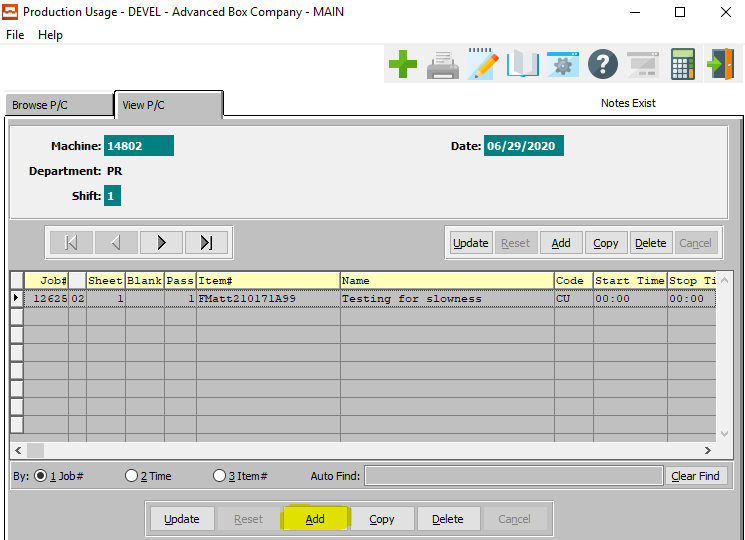 Production Usage - DEVEL - Advanced Box Company - MAIN
File Help
Browse P/C View P/C Notes Exist
Machine: 14802 Date: 06/29/2020
Department: PR
Shift: 1
Update Reset Add Copy Delete Cancel
Job# Sheet Blank Pass Item# Name Code Start Time Stop Ti
12625 02 1 1 FMatt210171A99 Testing for slowness CU 00:00 00:00
By: 1 Job# 2 Time 3 Item# Auto Find: Clear Find
Update Reset Add Copy Delete Cancel